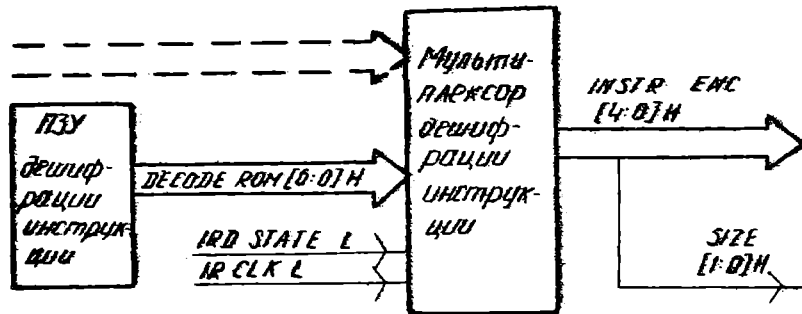 ПЗУ
дешиф-
рации
инструк-
ции
DECODE ROM [6:0] H
IRD STATE L
IR CLK L
Мульти-
плексор
дешиф-
рации
инструк-
ции
INSTR ENC
[4:0] H
SIZE
[1:0] H